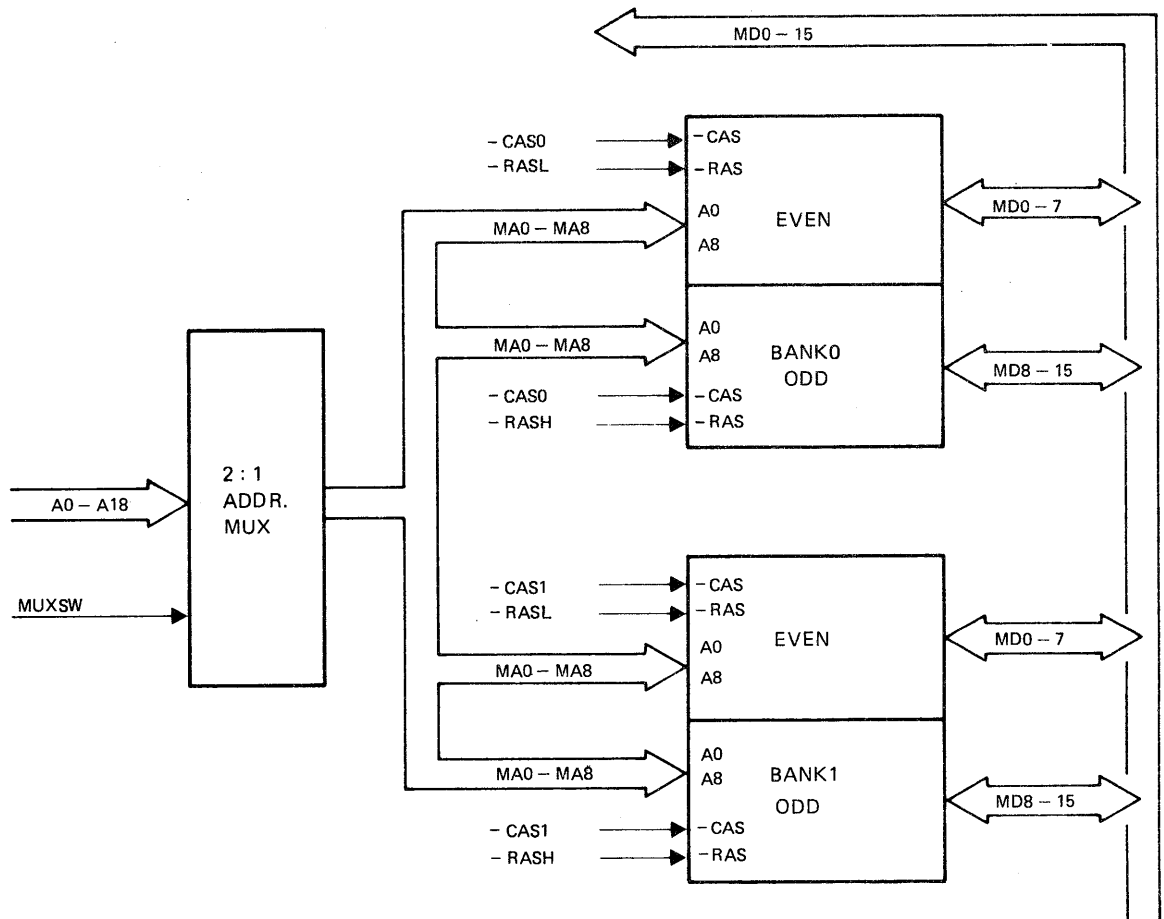 MD0 – 15
– CAS0
– RASL
– CAS
– RAS
A0
A8
EVEN
MA0 – MA8
MD0 – 7
MA0 – MA8
A0
A8
BANK0
ODD
MD8 – 15
– CAS0
– RASH
– CAS
– RAS
2 : 1
ADDR.
MUX
A0 – A18
MUXSW
– CAS1
– RASL
– CAS
– RAS
A0
A8
EVEN
MA0 – MA8
MD0 – 7
MA0 – MA8
A0
A8
BANK1
ODD
MD8 – 15
– CAS1
– RASH
– CAS
– RAS